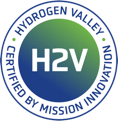 • HYDROGEN VALLEY •
H2V
CERTIFIED BY MISSION INNOVATION